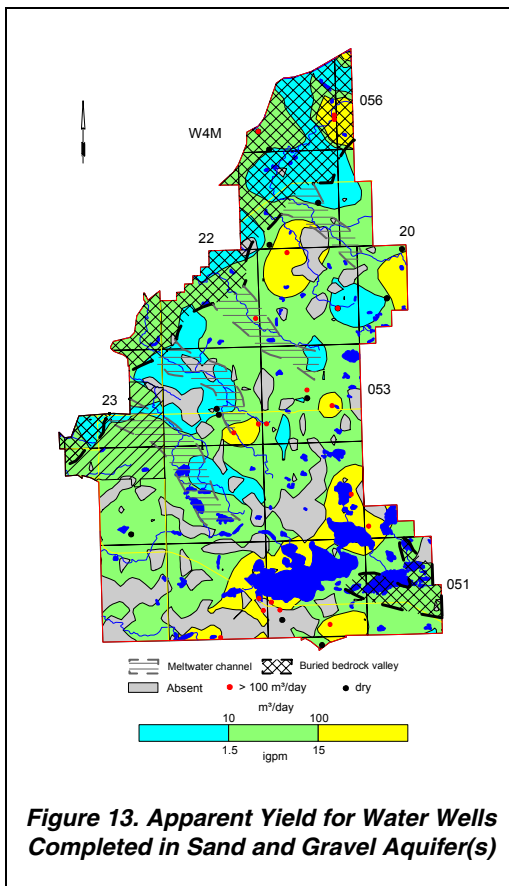 056
W4M
22
20
053
23
051
Meltwater channel Buried bedrock valley
Absent > 100 m³/day dry
m³/day
10 100
1.5 15
igpm
Figure 13. Apparent Yield for Water Wells
Completed in Sand and Gravel Aquifer(s)